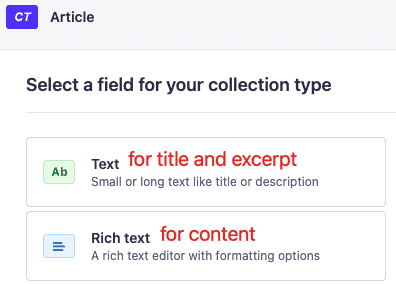 CT Article
Select a field for your collection type
Ab Text for title and excerpt
Small or long text like title or description
Rich text for content
A rich text editor with formatting options